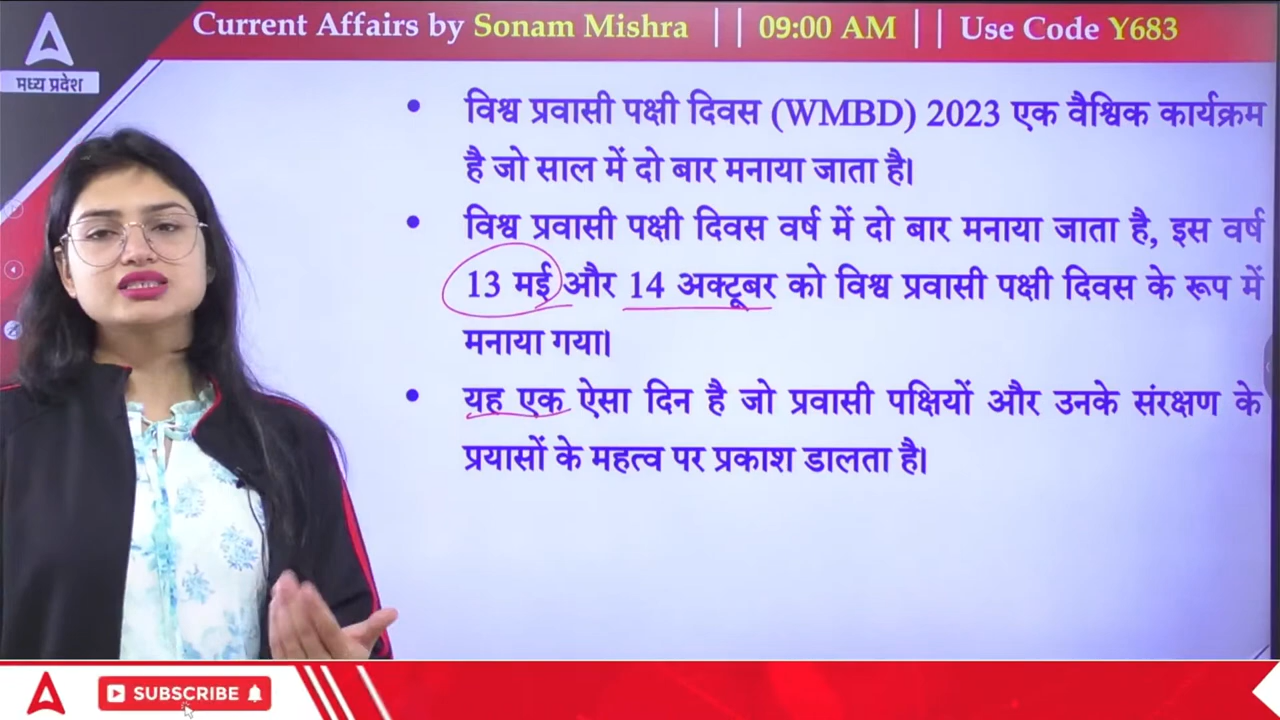 Current Affairs by Sonam Mishra || 09:00 AM || Use Code Y683
मध्य प्रदेश
• विश्व प्रवासी पक्षी दिवस (WMBD) 2023 एक वैश्विक कार्यक्रम
है जो साल में दो बार मनाया जाता है।
• विश्व प्रवासी पक्षी दिवस वर्ष में दो बार मनाया जाता है, इस वर्ष
13 मई और 14 अक्टूबर को विश्व प्रवासी पक्षी दिवस के रूप में
मनाया गया।
• यह एक ऐसा दिन है जो प्रवासी पक्षियों और उनके संरक्षण के
प्रयासों के महत्व पर प्रकाश डालता है।
SUBSCRIBE